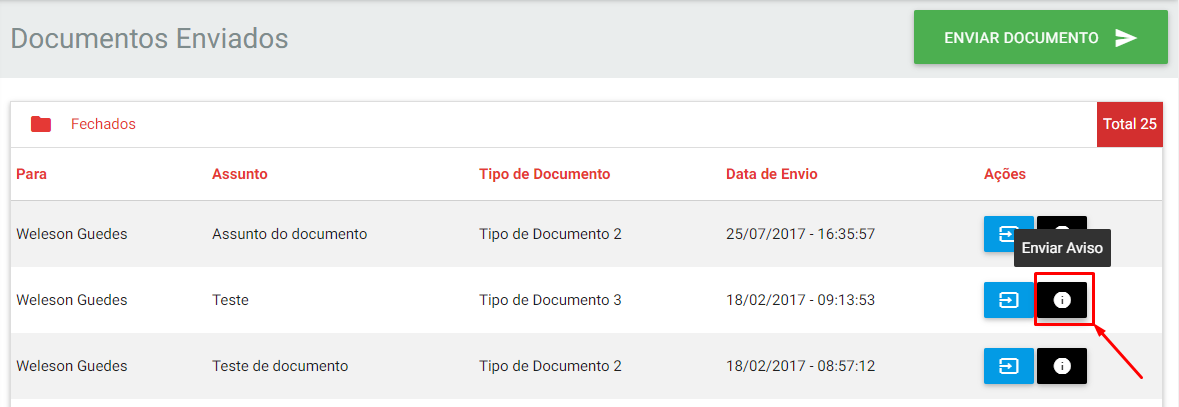 Documentos Enviados
ENVIAR DOCUMENTO
Fechados
Total 25
Para Assunto Tipo de Documento Data de Envio Ações
Weleson Guedes Assunto do documento Tipo de Documento 2 25/07/2017 - 16:35:57
Enviar Aviso
Weleson Guedes Teste Tipo de Documento 3 18/02/2017 - 09:13:53
Weleson Guedes Teste de documento Tipo de Documento 2 18/02/2017 - 08:57:12